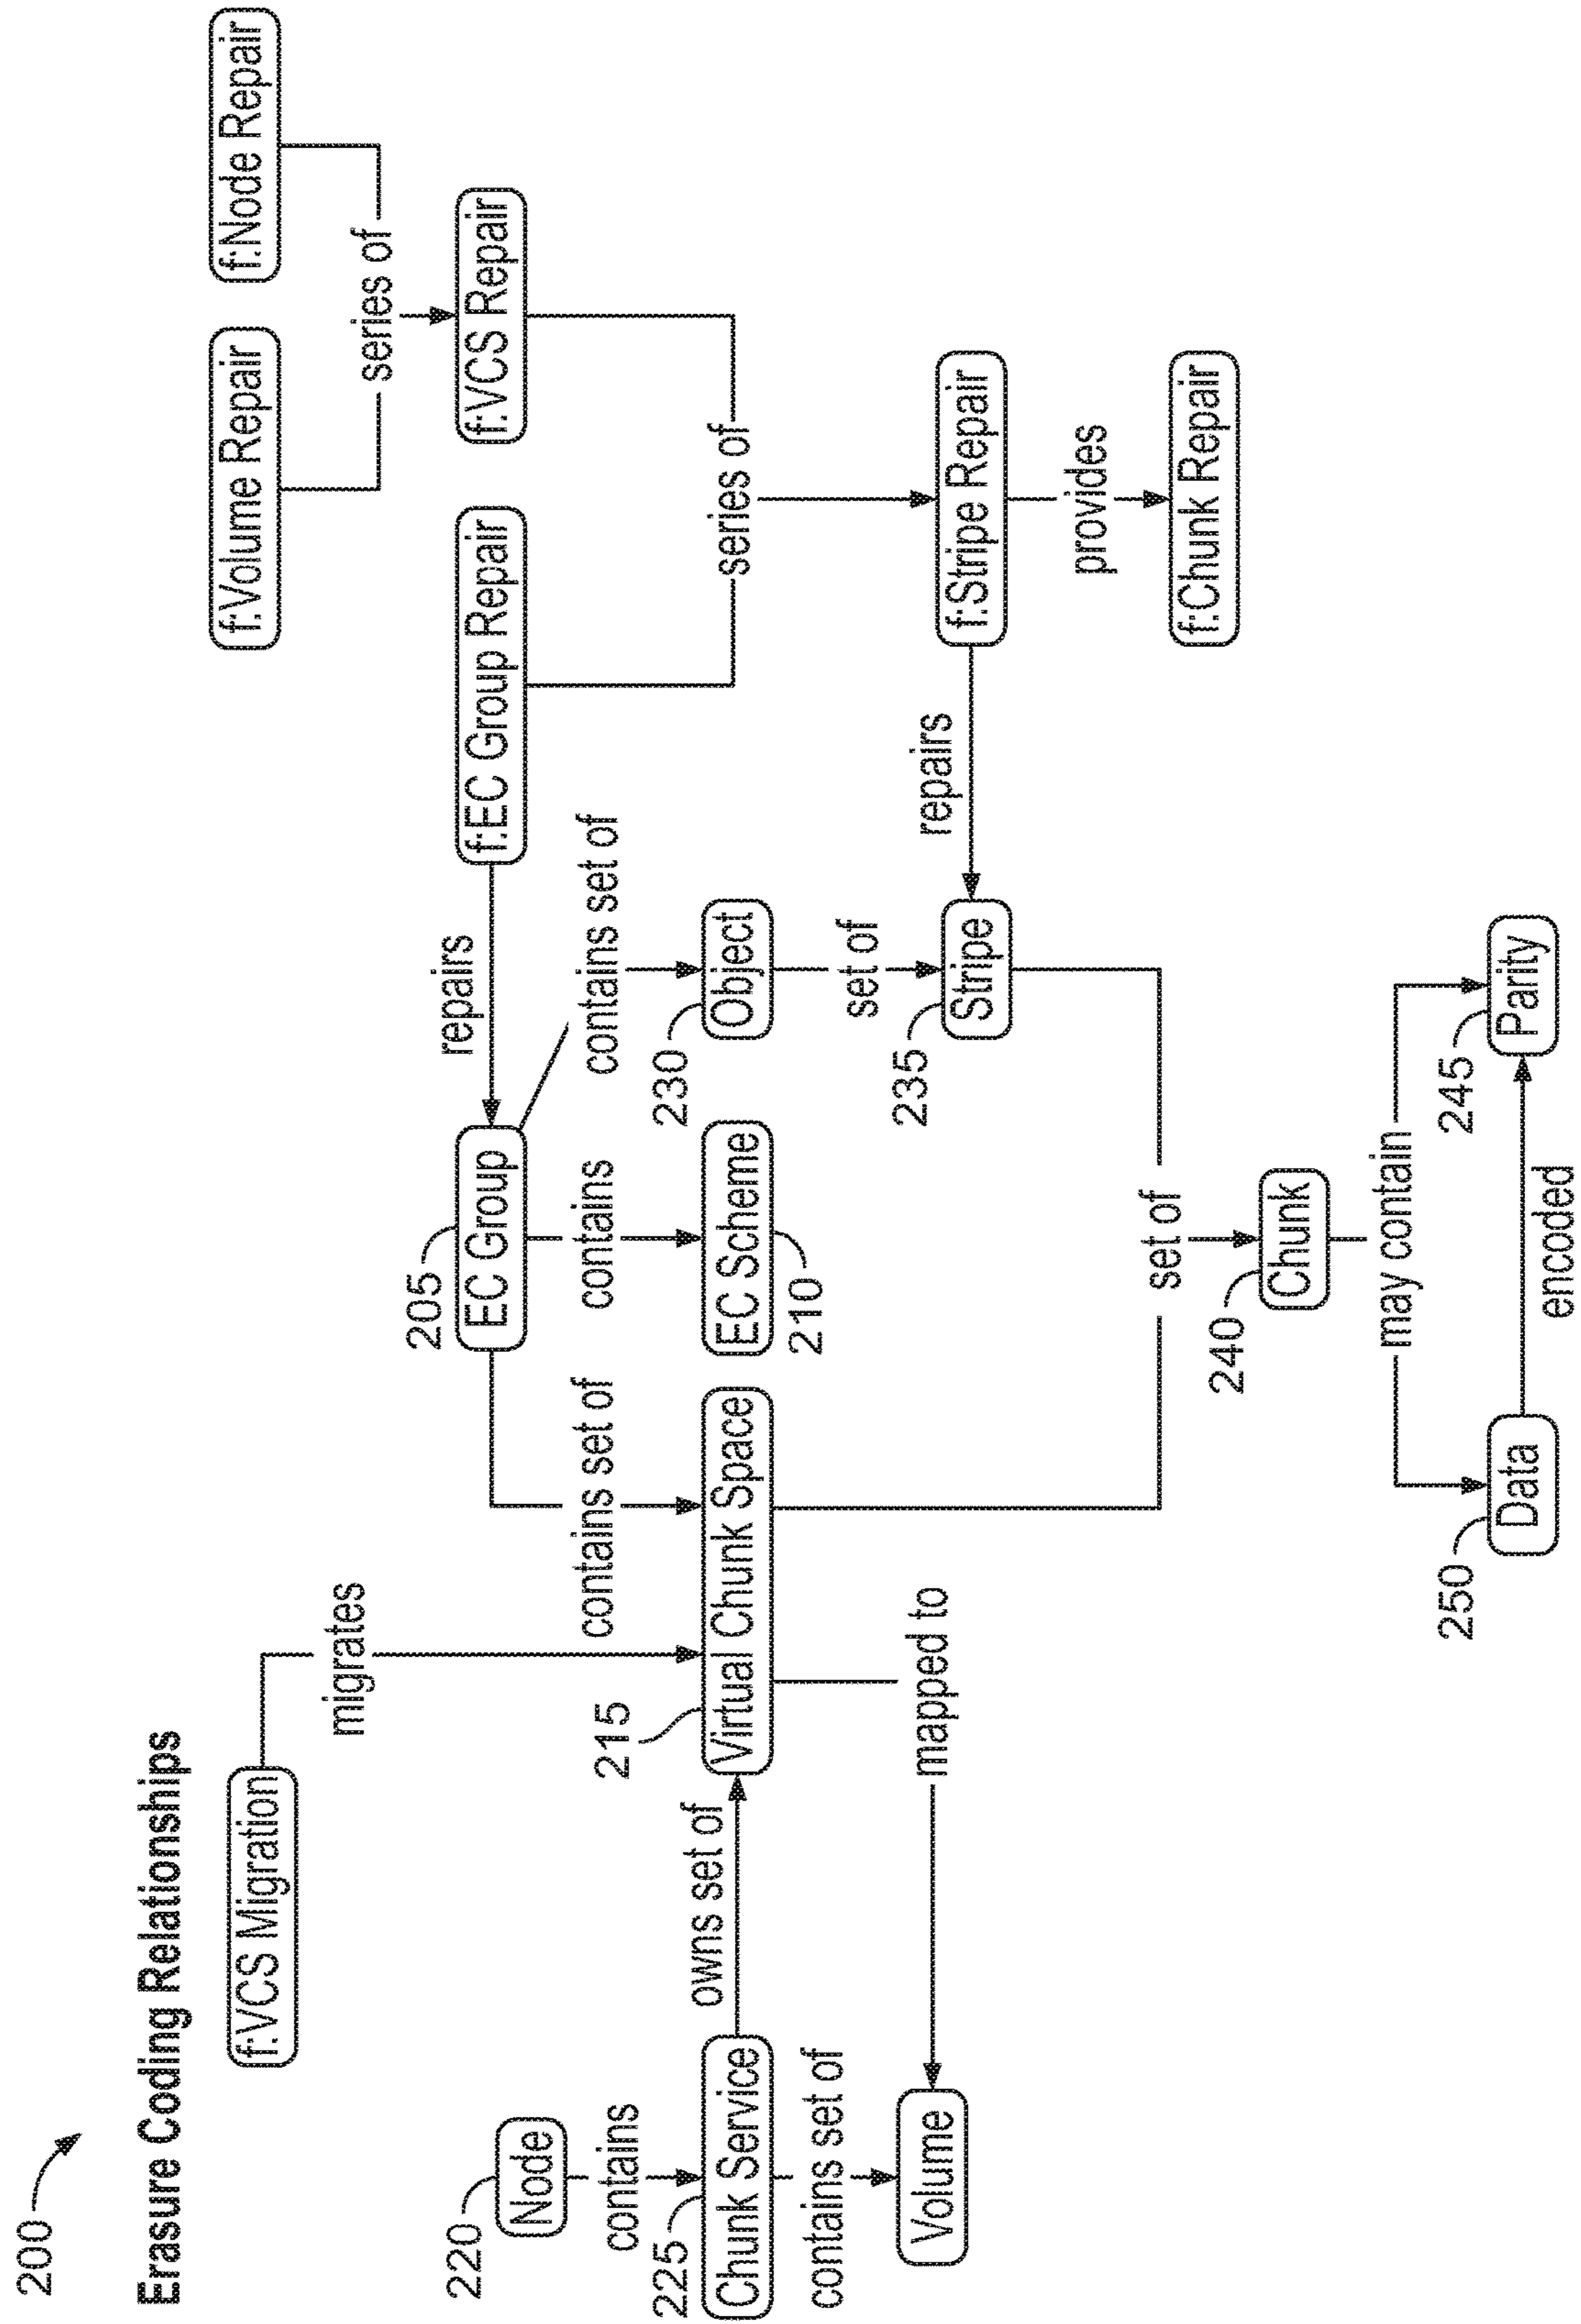 200
Erasure Coding Relationships
f:VCS Migration
migrates
f:Volume Repair
f:Node Repair
series of
220
Node
contains
205
EC Group
repairs
f:EC Group Repair
f:VCS Repair
contains set of
contains
contains set of
series of
225
Chunk Service
owns set of
215
Virtual Chunk Space
EC Scheme
210
230
Object
contains set of
Volume
mapped to
set of
235
Stripe
repairs
f:Stripe Repair
provides
f:Chunk Repair
set of
240
Chunk
may contain
250
Data
encoded
245
Parity